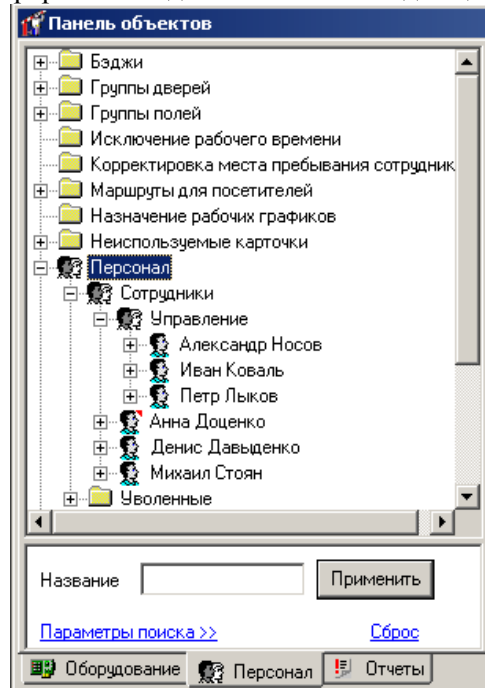 Панель объектов
Бэджи
Группы дверей
Группы полей
Исключение рабочего времени
Корректировка места пребывания сотрудник
Маршруты для посетителей
Назначение рабочих графиков
Неиспользуемые карточки
Персонал
Сотрудники
Управление
Александр Носов
Иван Коваль
Петр Лыков
Анна Доценко
Денис Давыденко
Михаил Стоян
Уволенные
Название Применить
Параметры поиска >> Сброс
Оборудование Персонал Отчеты